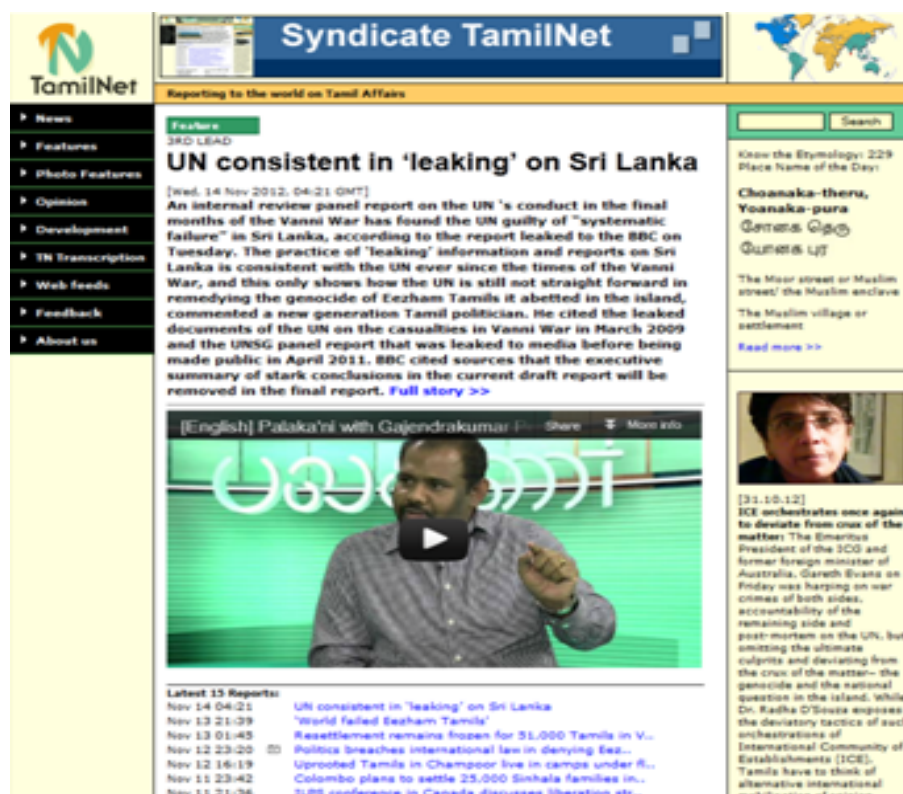 TamilNet
Syndicate TamilNet
Reporting to the world on Tamil Affairs
News
Features
Photo Features
Opinion
Development
TN Transcription
Web feeds
Feedback
About us
Feature
3RD LEAD
UN consistent in ‘leaking’ on Sri Lanka
[Wed, 14 Nov 2012, 04:21 GMT]
An internal review panel report on the UN 's conduct in the final
months of the Vanni War has found the UN guilty of "systematic
failure" in Sri Lanka, according to the report leaked to the BBC on
Tuesday. The practice of 'leaking' information and reports on Sri
Lanka is consistent with the UN ever since the times of the Vanni
War, and this only shows how the UN is still not straight forward in
remedying the genocide of Eezham Tamils it abetted in the island,
commented a new generation Tamil politician. He cited the leaked
documents of the UN on the casualties in Vanni War in March 2009
and the UNSG panel report that was leaked to media before being
made public in April 2011. BBC cited sources that the executive
summary of stark conclusions in the current draft report will be
removed in the final report. Full story >>
[English] Palaka'ni with Gajendrakumar P
Share
More info
Latest 15 Reports:
Nov 14 04:21 UN consistent in 'leaking' on Sri Lanka
Nov 13 21:39 'World failed Eezham Tamils'
Nov 13 01:45 Resettlement remains frozen for 51,000 Tamils in V..
Nov 12 23:20 Politics breaches international law in denying Eez..
Nov 12 16:19 Uprooted Tamils in Champoor live in camps under fl..
Nov 11 23:42 Colombo plans to settle 25,000 Sinhala families in..
Nov 11 21:36 conference in Canada discusses liberation str..
Search
Know the Etymology: 229
Place Name of the Day:
Choanaka-theru,
Yoanaka-pura
சோனக தெரு
யோனக புர
The Moor street or Muslim
street/ the Muslim enclave
The Muslim village or
settlement
Read more >>
[31.10.12]
ICE orchestrates once again
to deviate from crux of the
matter: The Emeritus
President of the ICG and
former foreign minister of
Australia, Gareth Evans on
Friday was harping on war
crimes of both sides,
accountability of the
remaining side and
post-mortem on the UN, but
omitting the ultimate
culprits and deviating from
the crux of the matter– the
genocide and the national
question in the island. While
Dr. Radha D'Souza exposes
the deviatory tactics of such
orchestrations of
International Community of
Establishments (ICE),
Tamils have to think of
alternative international